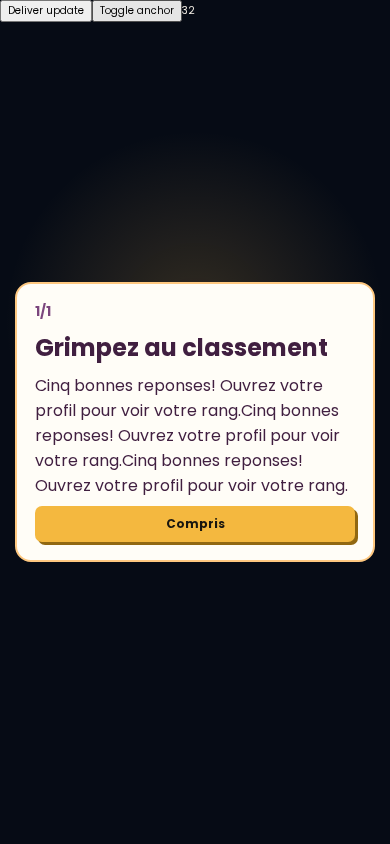 Deliver update Toggle anchor 32
1/1
Grimpez au classement
Cinq bonnes reponses! Ouvrez votre
profil pour voir votre rang.Cinq bonnes
reponses! Ouvrez votre profil pour voir
votre rang.Cinq bonnes reponses!
Ouvrez votre profil pour voir votre rang.
Compris